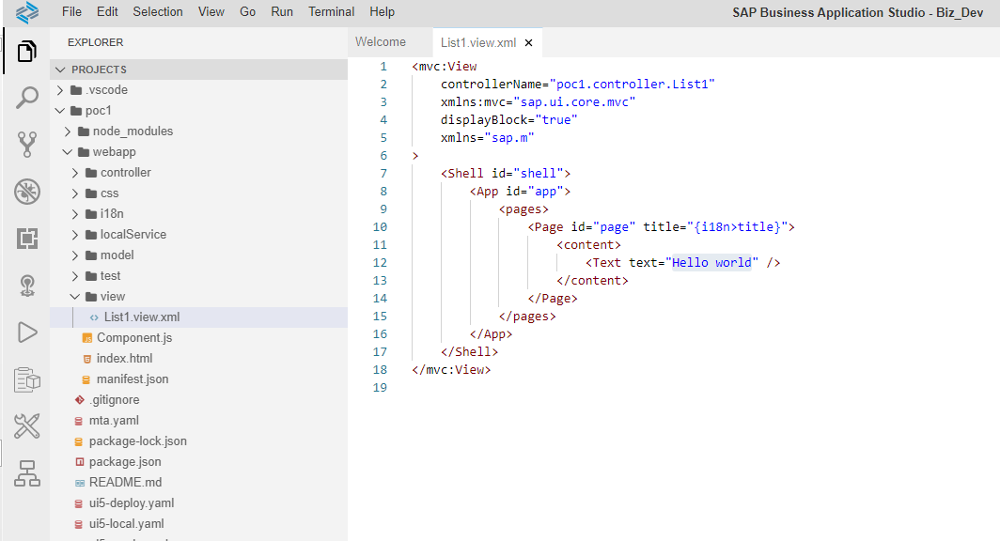 File Edit Selection View Go Run Terminal Help
SAP Business Application Studio - Biz_Dev
EXPLORER
PROJECTS
.vscode
poc1
node_modules
webapp
controller
css
i18n
localService
model
test
view
List1.view.xml
Component.js
index.html
manifest.json
.gitignore
mta.yaml
package-lock.json
package.json
README.md
ui5-deploy.yaml
ui5-local.yaml
Welcome List1.view.xml
1 <mvc:View
2 controllerName="poc1.controller.List1"
3 xmlns:mvc="sap.ui.core.mvc"
4 displayBlock="true"
5 xmlns="sap.m"
6 >
7 <Shell id="shell">
8 <App id="app">
9 <pages>
10 <Page id="page" title="{i18n>title}">
11 <content>
12 <Text text="Hello world" />
13 </content>
14 </Page>
15 </pages>
16 </App>
17 </Shell>
18 </mvc:View>
19